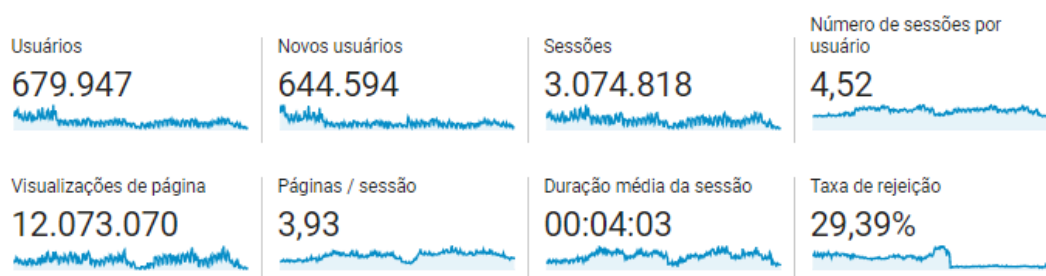 Usuários
679.947
Novos usuários
644.594
Sessões
3.074.818
Número de sessões por
usuário
4,52
Visualizações de página
12.073.070
Páginas / sessão
3,93
Duração média da sessão
00:04:03
Taxa de rejeição
29,39%